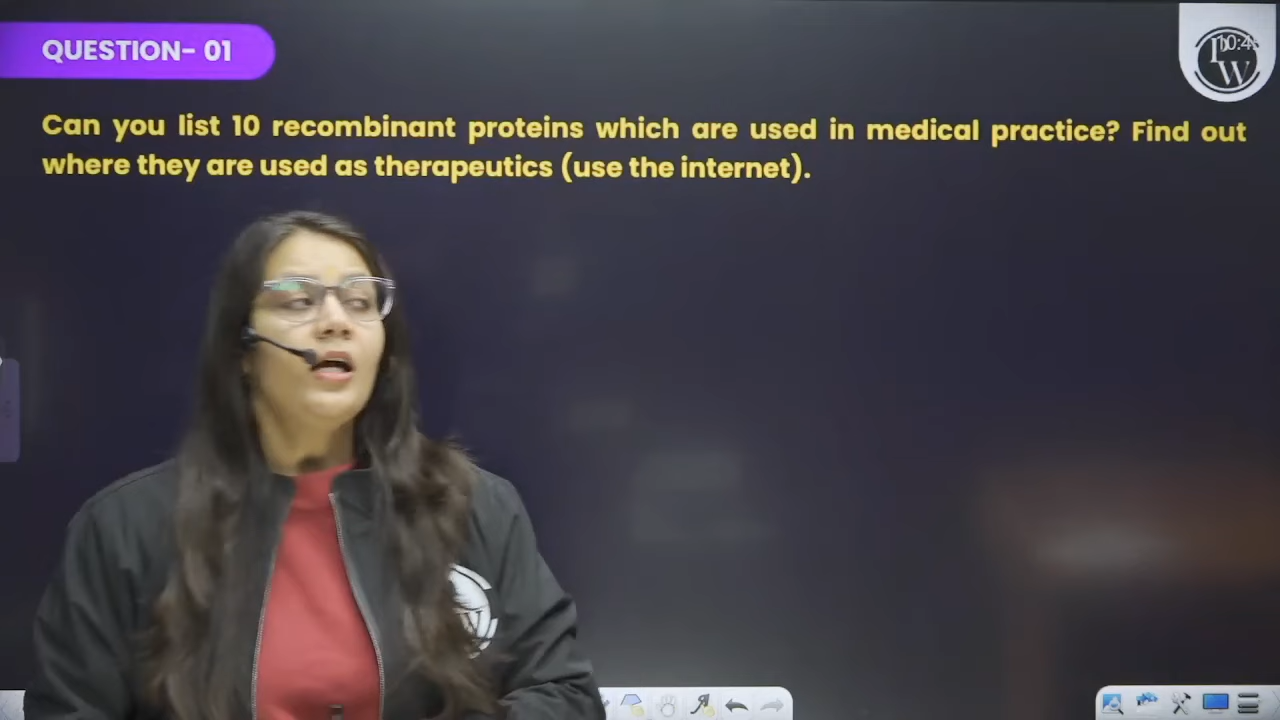 QUESTION- 01
Can you list 10 recombinant proteins which are used in medical practice? Find out
where they are used as therapeutics (use the internet).